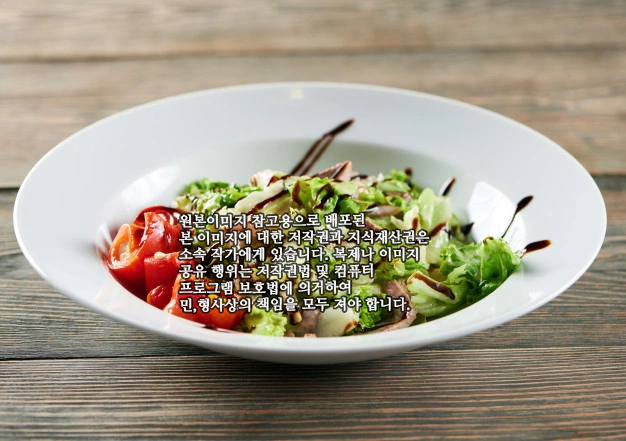 원본이미지 참고용으로 배포된
본 이미지에 대한 저작권과 지식재산권은
소속 작가에게 있습니다. 복제나 이미지
공유 행위는 저작권법 및 컴퓨터
프로그램 보호법에 의거하여
민,형사상의 책임을 모두 져야 합니다.